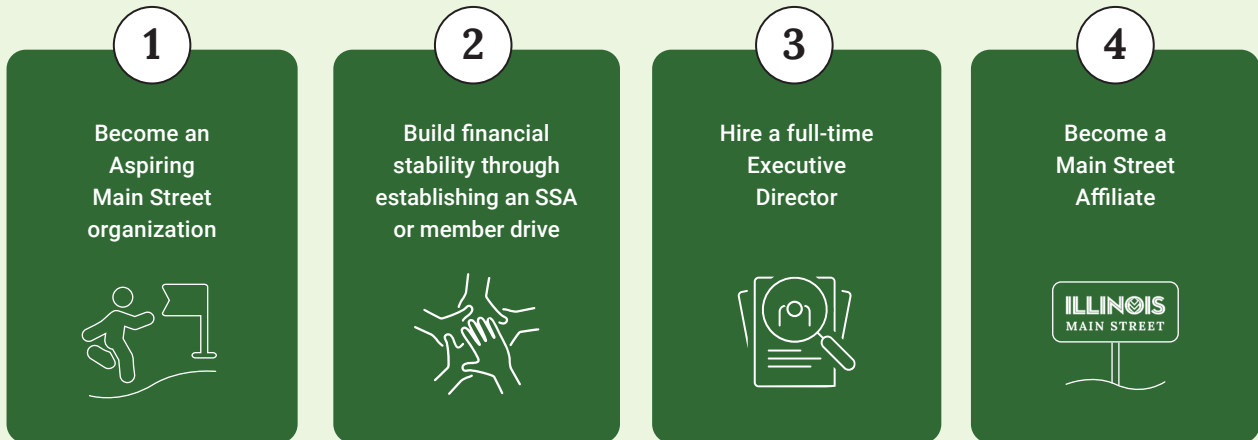 1
Become an
Aspiring
Main Street
organization
2
Build financial
stability through
establishing an SSA
or member drive
3
Hire a full-time
Executive
Director
4
Become a
Main Street
Affiliate
ILLINOIS
MAIN STREET